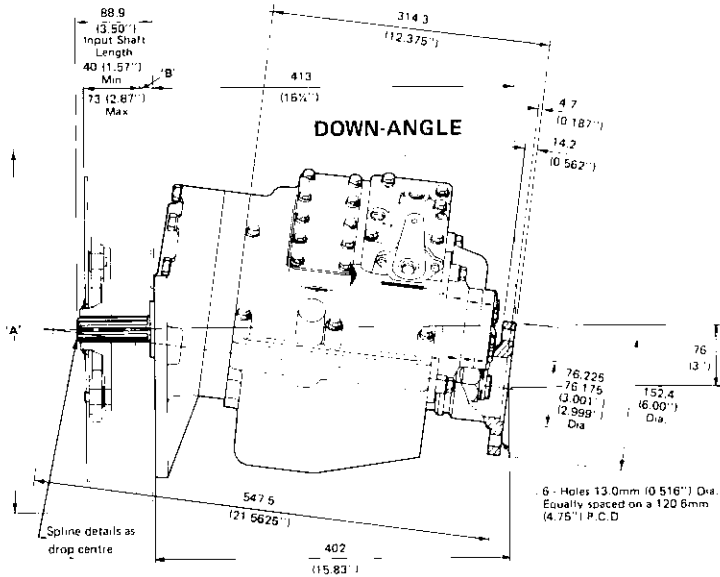 88.9
(3.50'')
Input Shaft
Length
40 (1.57'')
Min
73 (2.87'')
Max
'B'
314.3
(12.375'')
413
(16¼'')
4.7
(0.187'')
14.2
(0.562'')
DOWN-ANGLE
'A'
76
(3'')
76.225
76.175
(3.001'')
(2.999'')
Dia
152.4
(6.00'')
Dia.
6 - Holes 13.0mm (0.516'') Dia.
Equally spaced on a 120.6mm
(4.75'') P.C.D
547.5
(21.5625'')
Spline details as
drop centre
402
(15.83')